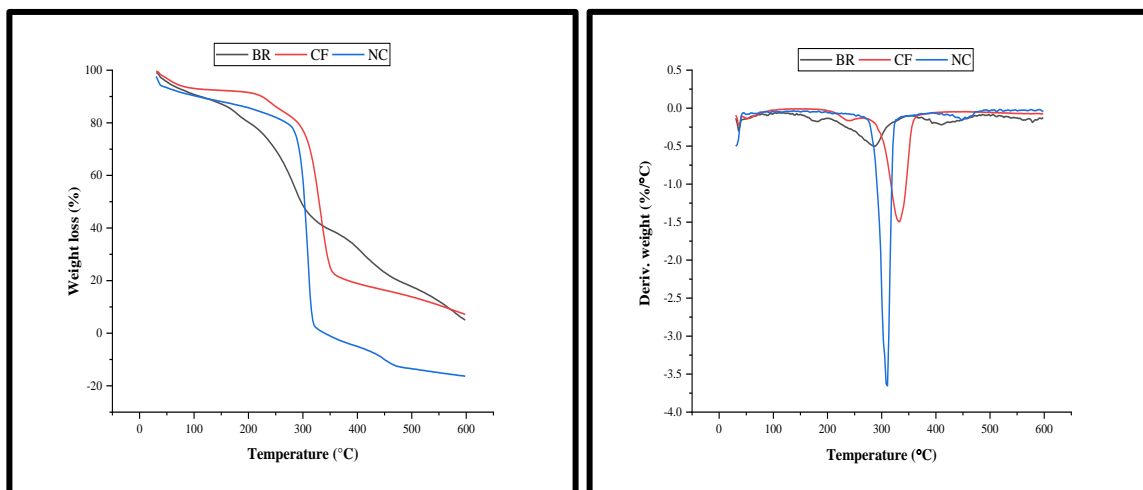 BR CF NC
100
80
60
40
20
0
-20
Weight loss (%)
0 100 200 300 400 500 600
Temperature (°C)
BR CF NC
0.5
0.0
-0.5
-1.0
-1.5
-2.0
-2.5
-3.0
-3.5
-4.0
Deriv. weight (%/°C)
0 100 200 300 400 500 600
Temperature (°C)